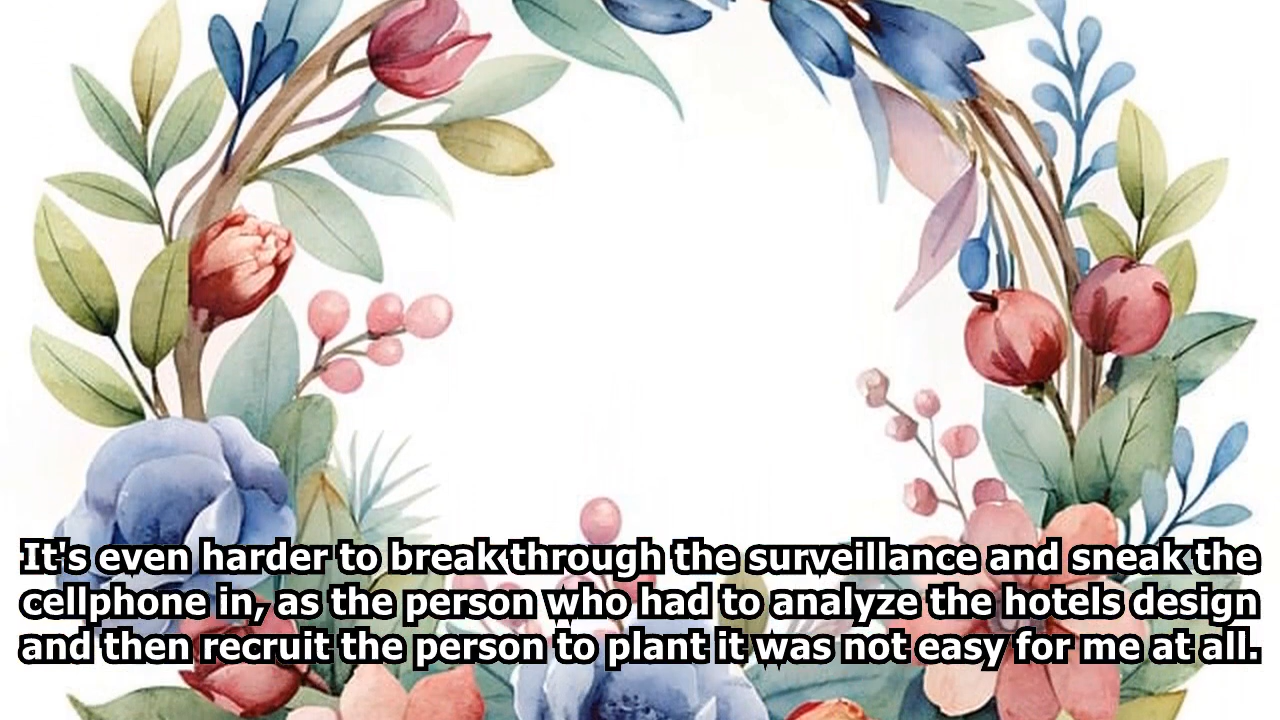 It's even harder to break through the surveillance and sneak the
cellphone in, as the person who had to analyze the hotels design
and then recruit the person to plant it was not easy for me at all.